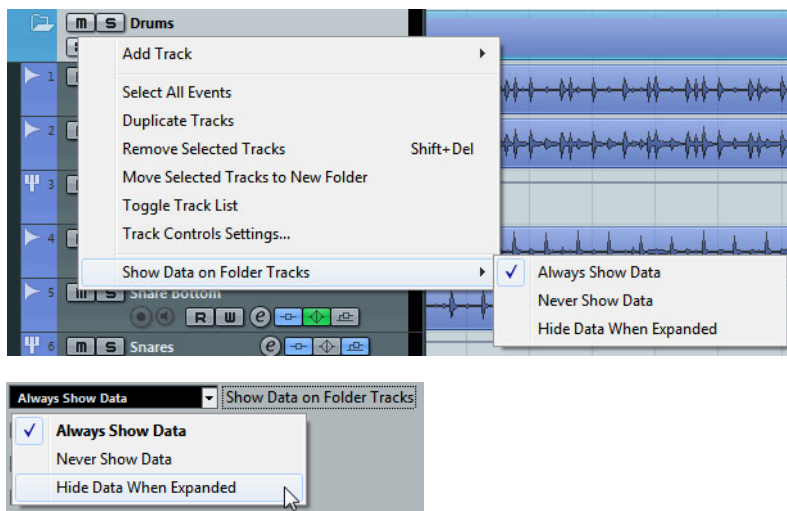 M S Drums
Add Track
1
Select All Events
Duplicate Tracks
2
Remove Selected Tracks Shift+Del
Move Selected Tracks to New Folder
3
Toggle Track List
Track Controls Settings...
4
Show Data on Folder Tracks
Always Show Data
Never Show Data
Hide Data When Expanded
5 M S Snare Bottom
R W e
6 M S Snares e
Always Show Data Show Data on Folder Tracks
Always Show Data
Never Show Data
Hide Data When Expanded